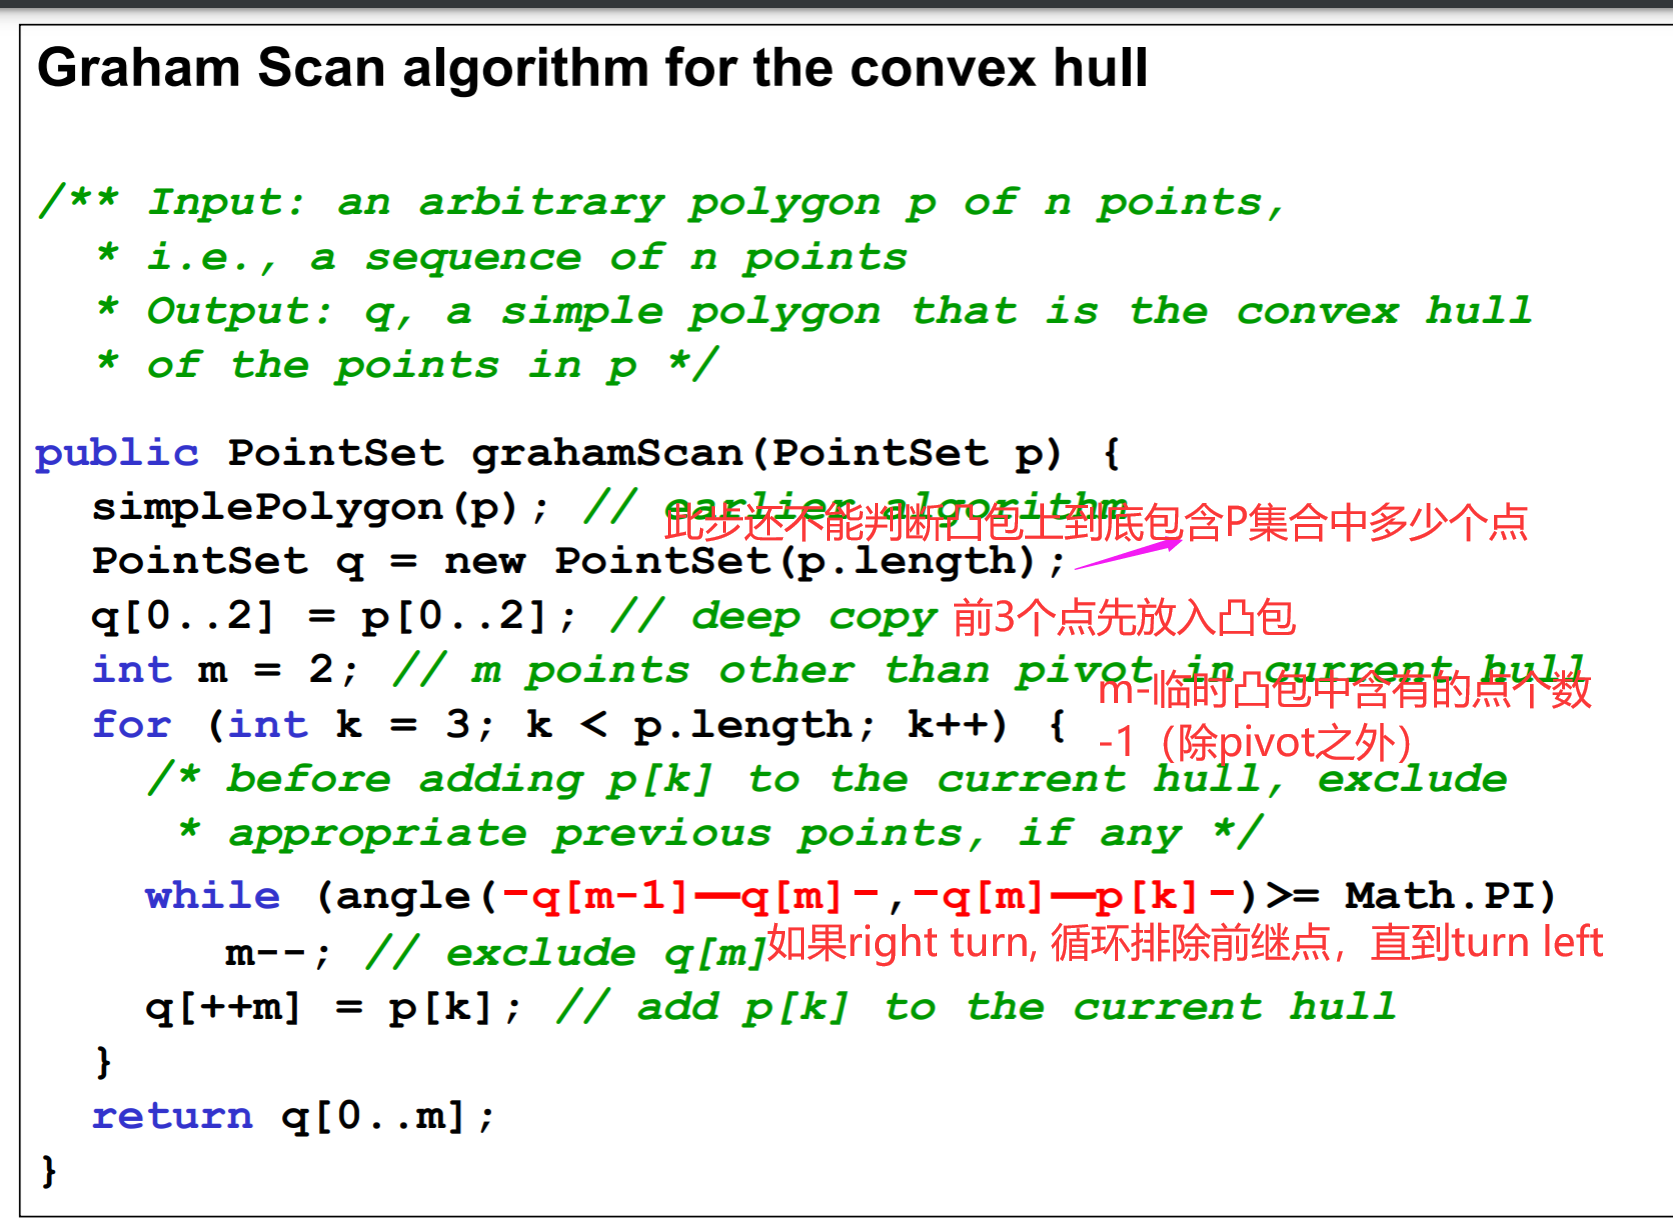 Graham Scan algorithm for the convex hull
/** Input: an arbitrary polygon p of n points,
* i.e., a sequence of n points
* Output: q, a simple polygon that is the convex hull
* of the points in p */
public PointSet grahamScan(PointSet p) {
simplePolygon(p); // earlier algorithm
此步还不能判断凸包上到底包含P集合中多少个点
PointSet q = new PointSet(p.length);
q[0..2] = p[0..2]; // deep copy 前3个点先放入凸包
int m = 2; // m points other than pivot in current hull
m-临时凸包中含有的点个数
for (int k = 3; k < p.length; k++) {
-1（除pivot之外）
/* before adding p[k] to the current hull, exclude
* appropriate previous points, if any */
while (angle(-q[m-1]—q[m]-,-q[m]—p[k]-)>= Math.PI)
m--; // exclude q[m] 如果right turn, 循环排除前继点，直到turn left
q[++m] = p[k]; // add p[k] to the current hull
}
return q[0..m];
}